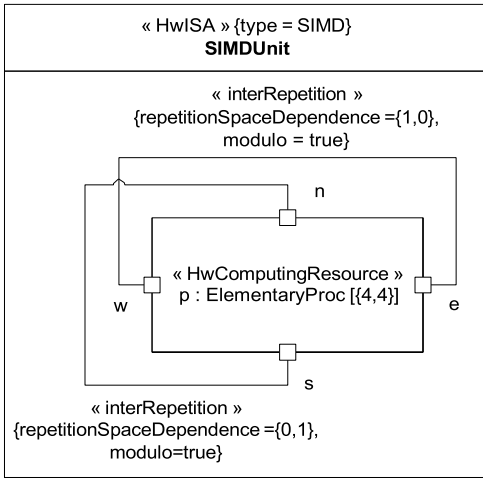 « HwISA » {type = SIMD}
SIMDUnit
« interRepetition »
{repetitionSpaceDependence ={1,0},
modulo = true}
n
« HwComputingResource »
p : ElementaryProc [{4,4}]
w
e
s
« interRepetition »
{repetitionSpaceDependence ={0,1},
modulo=true}